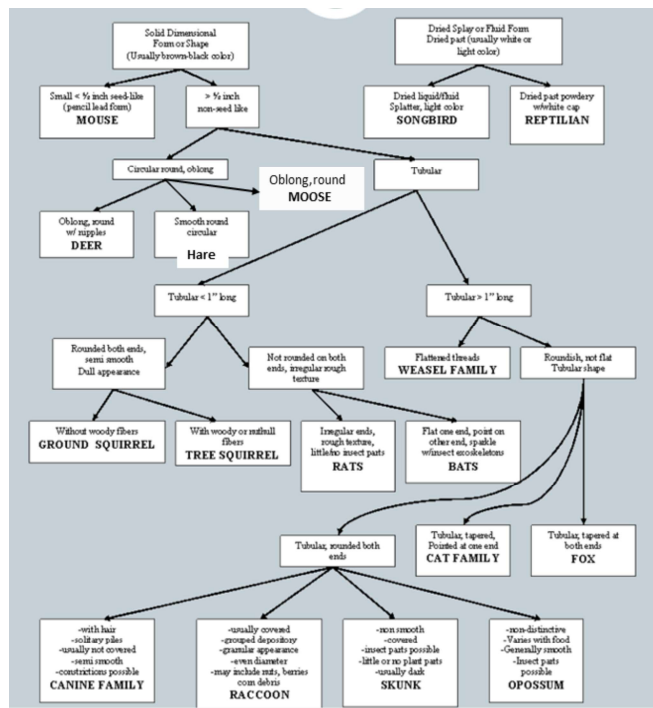 Solid Dimensional
Form or Shape
(Usually brown-black color)
Dried Splay or Fluid Form
Dried part (usually white or
light color)
Small < ⅜ inch seed-like
(pencil lead form)
MOUSE
> ⅜ inch
non-seed like
Dried liquid/fluid
Splatter, light color
SONGBIRD
Dried part powdery
w/white cap
REPTILIAN
Circular round, oblong
Oblong, round
MOOSE
Tubular
Oblong, round
w/ nipples
DEER
Smooth round
circular
Hare
Tubular < 1" long
Tubular > 1" long
Rounded both ends,
semi smooth
Dull appearance
Not rounded on both
ends, irregular rough
texture
Flattened threads
WEASEL FAMILY
Roundish, not flat
Tubular shape
Without woody fibers
GROUND SQUIRREL
With woody or nuthull
fibers
TREE SQUIRREL
Irregular ends,
rough texture,
little/no insect parts
RATS
Flat one end, point on
other end, sparkle
w/insect exoskeletons
BATS
Tubular, rounded both
ends
Tubular, tapered,
Pointed at one end
CAT FAMILY
Tubular, tapered at
both ends
FOX
-with hair
-solitary piles
-usually not covered
-semi smooth
-constrictions possible
CANINE FAMILY
-usually covered
-grouped depository
-granular appearance
-even diameter
-may include nuts, berries
corn debris
RACCOON
-non smooth
-covered
-insect parts possible
-little or no plant parts
-usually dark
SKUNK
-non-distinctive
-Varies with food
-Generally smooth
-Insect parts
possible
OPOSSUM